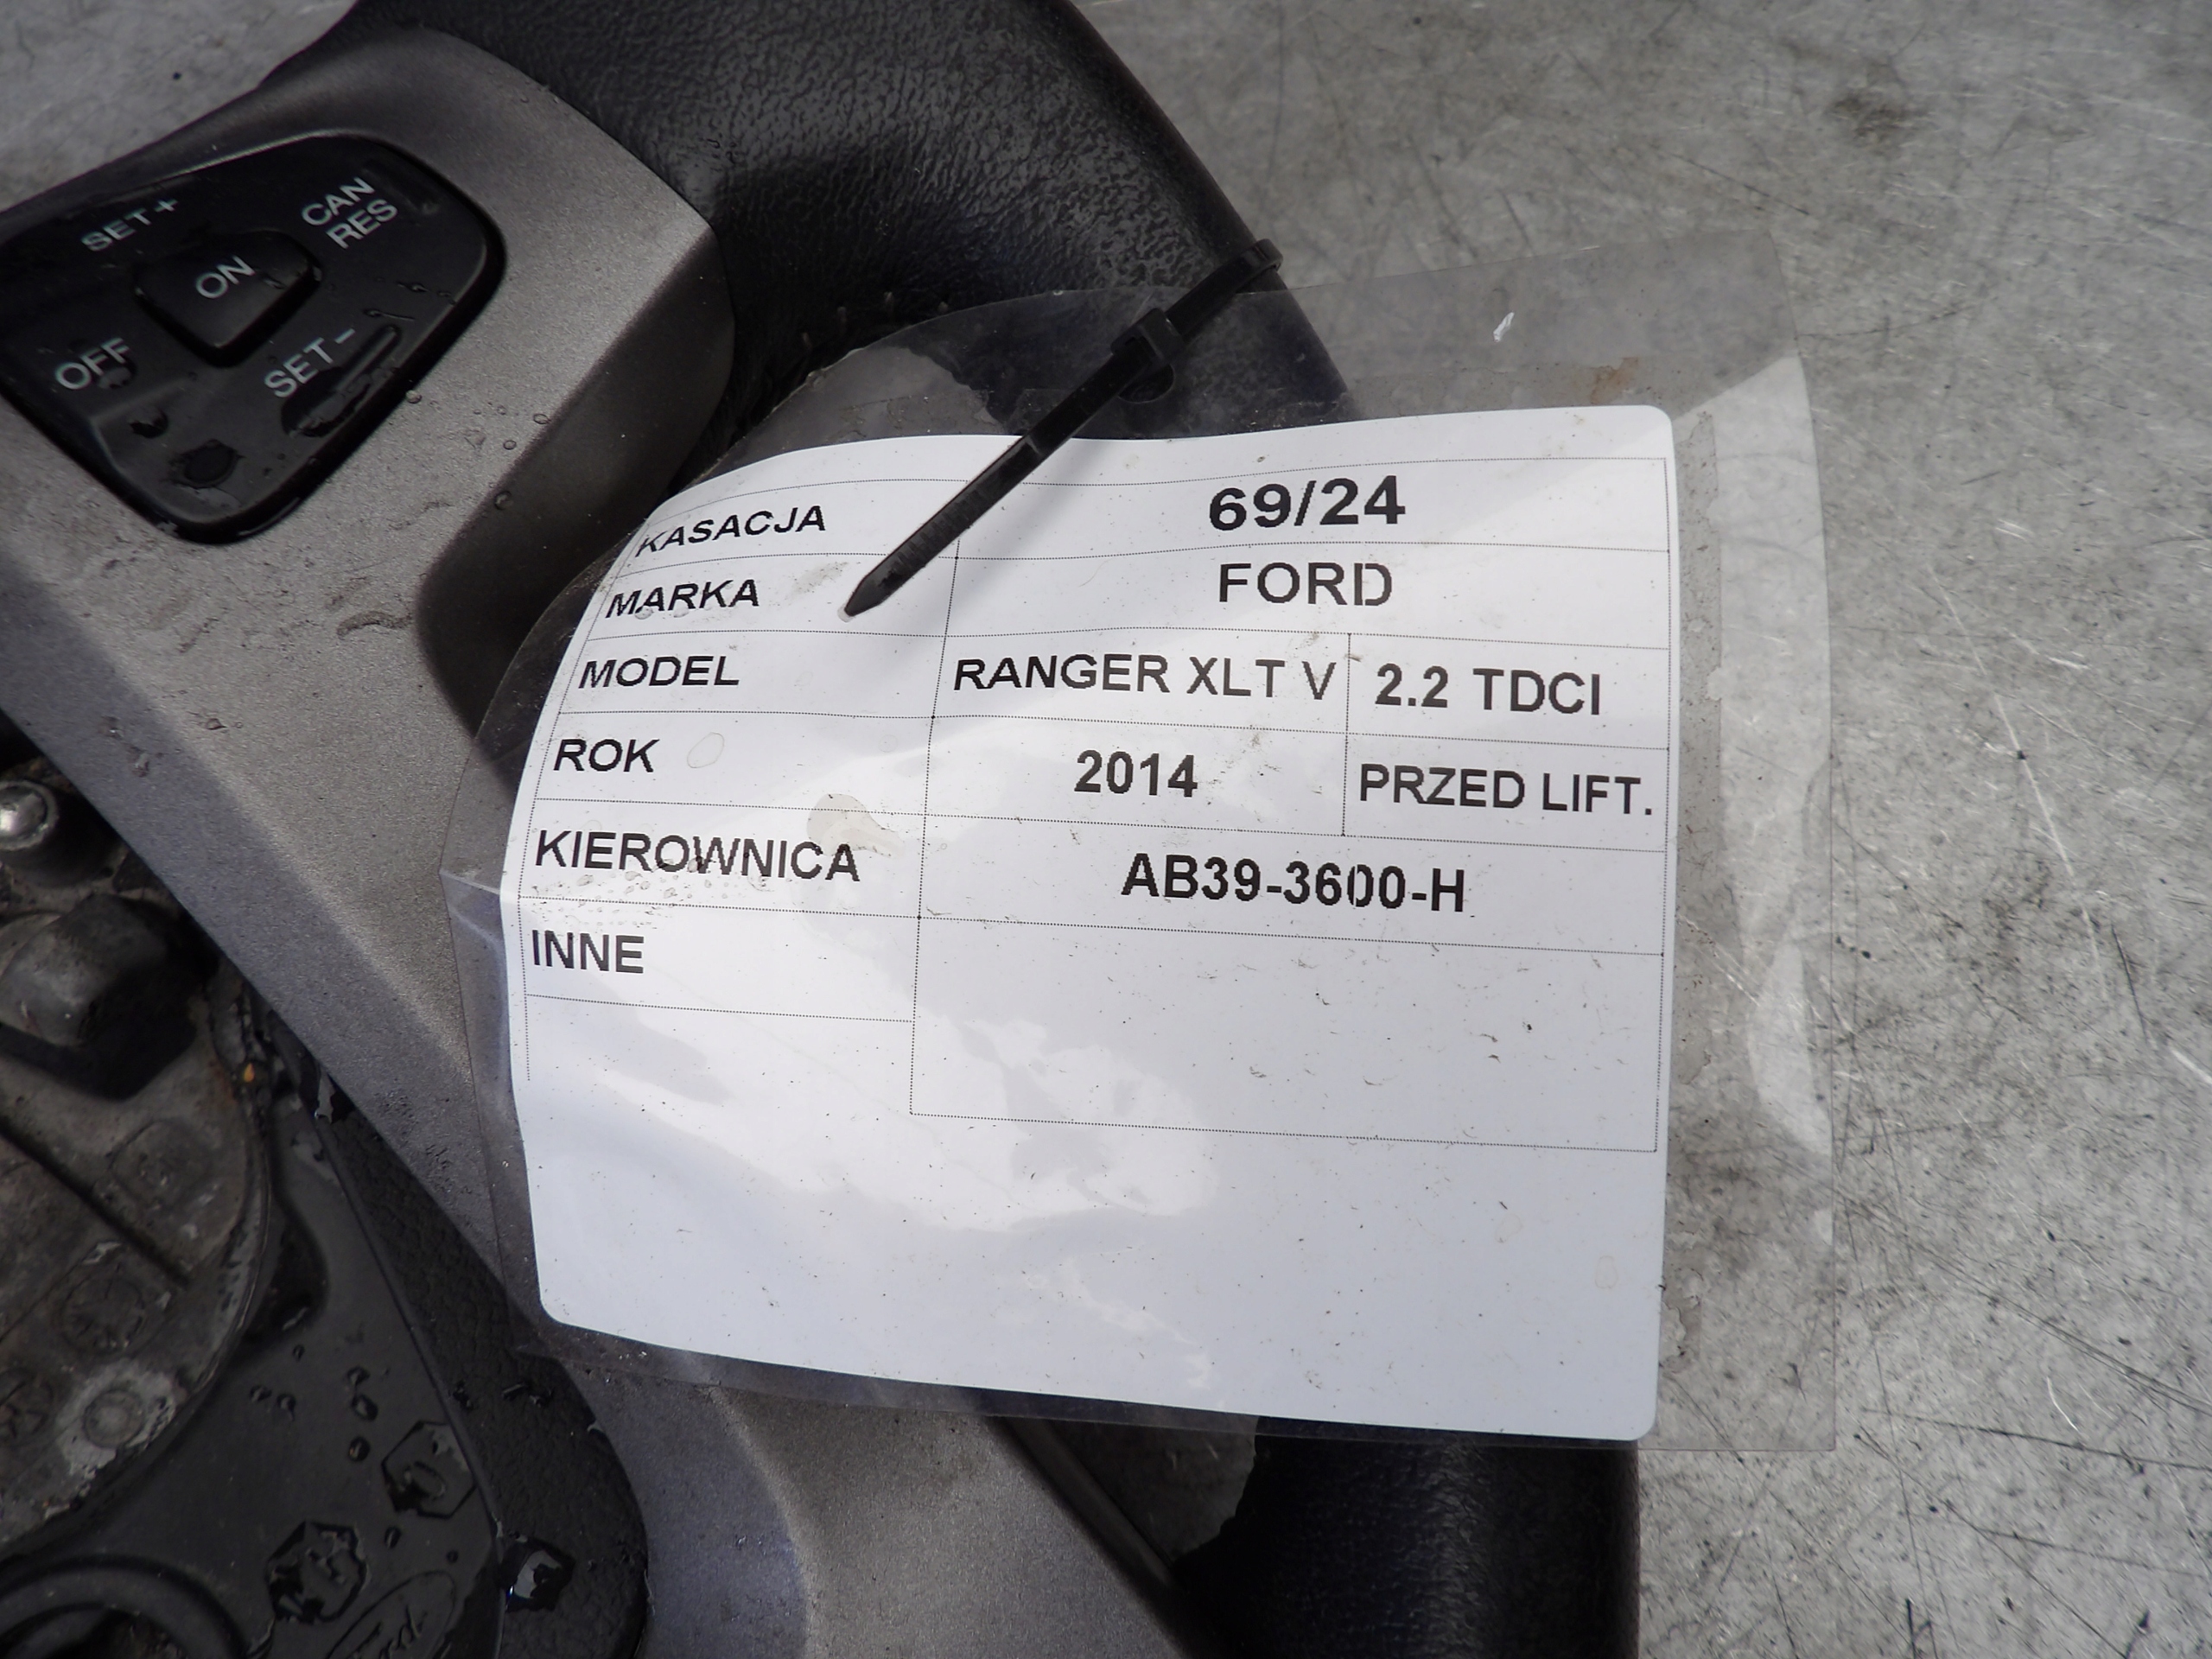 SET+
CAN
RES
ON
OFF
SET-
KASACJA 69/24
MARKA FORD
MODEL RANGER XLT V 2.2 TDCI
ROK 2014 PRZED LIFT.
KIEROWNICA AB39-3600-H
INNE
Ford